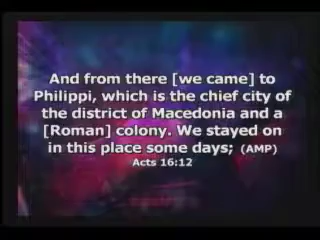 And from there [we came] to
Philippi, which is the chief city of
the district of Macedonia and a
[Roman] colony. We stayed on
in this place some days; (AMP)
Acts 16:12